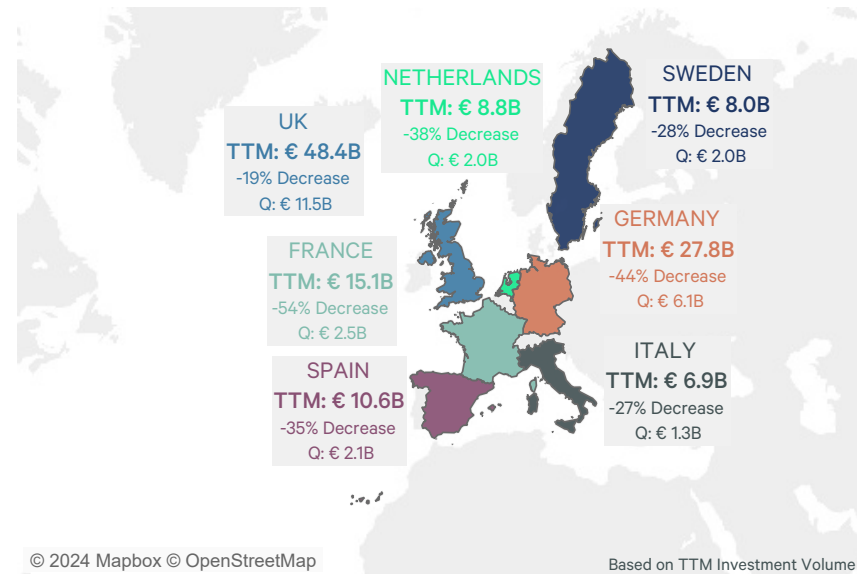 NETHERLANDS
TTM: € 8.8B
-38% Decrease
Q: € 2.0B
SWEDEN
TTM: € 8.0B
-28% Decrease
Q: € 2.0B
UK
TTM: € 48.4B
-19% Decrease
Q: € 11.5B
GERMANY
TTM: € 27.8B
-44% Decrease
Q: € 6.1B
FRANCE
TTM: € 15.1B
-54% Decrease
Q: € 2.5B
ITALY
TTM: € 6.9B
-27% Decrease
Q: € 1.3B
SPAIN
TTM: € 10.6B
-35% Decrease
Q: € 2.1B
© 2024 Mapbox © OpenStreetMap
Based on TTM Investment Volume